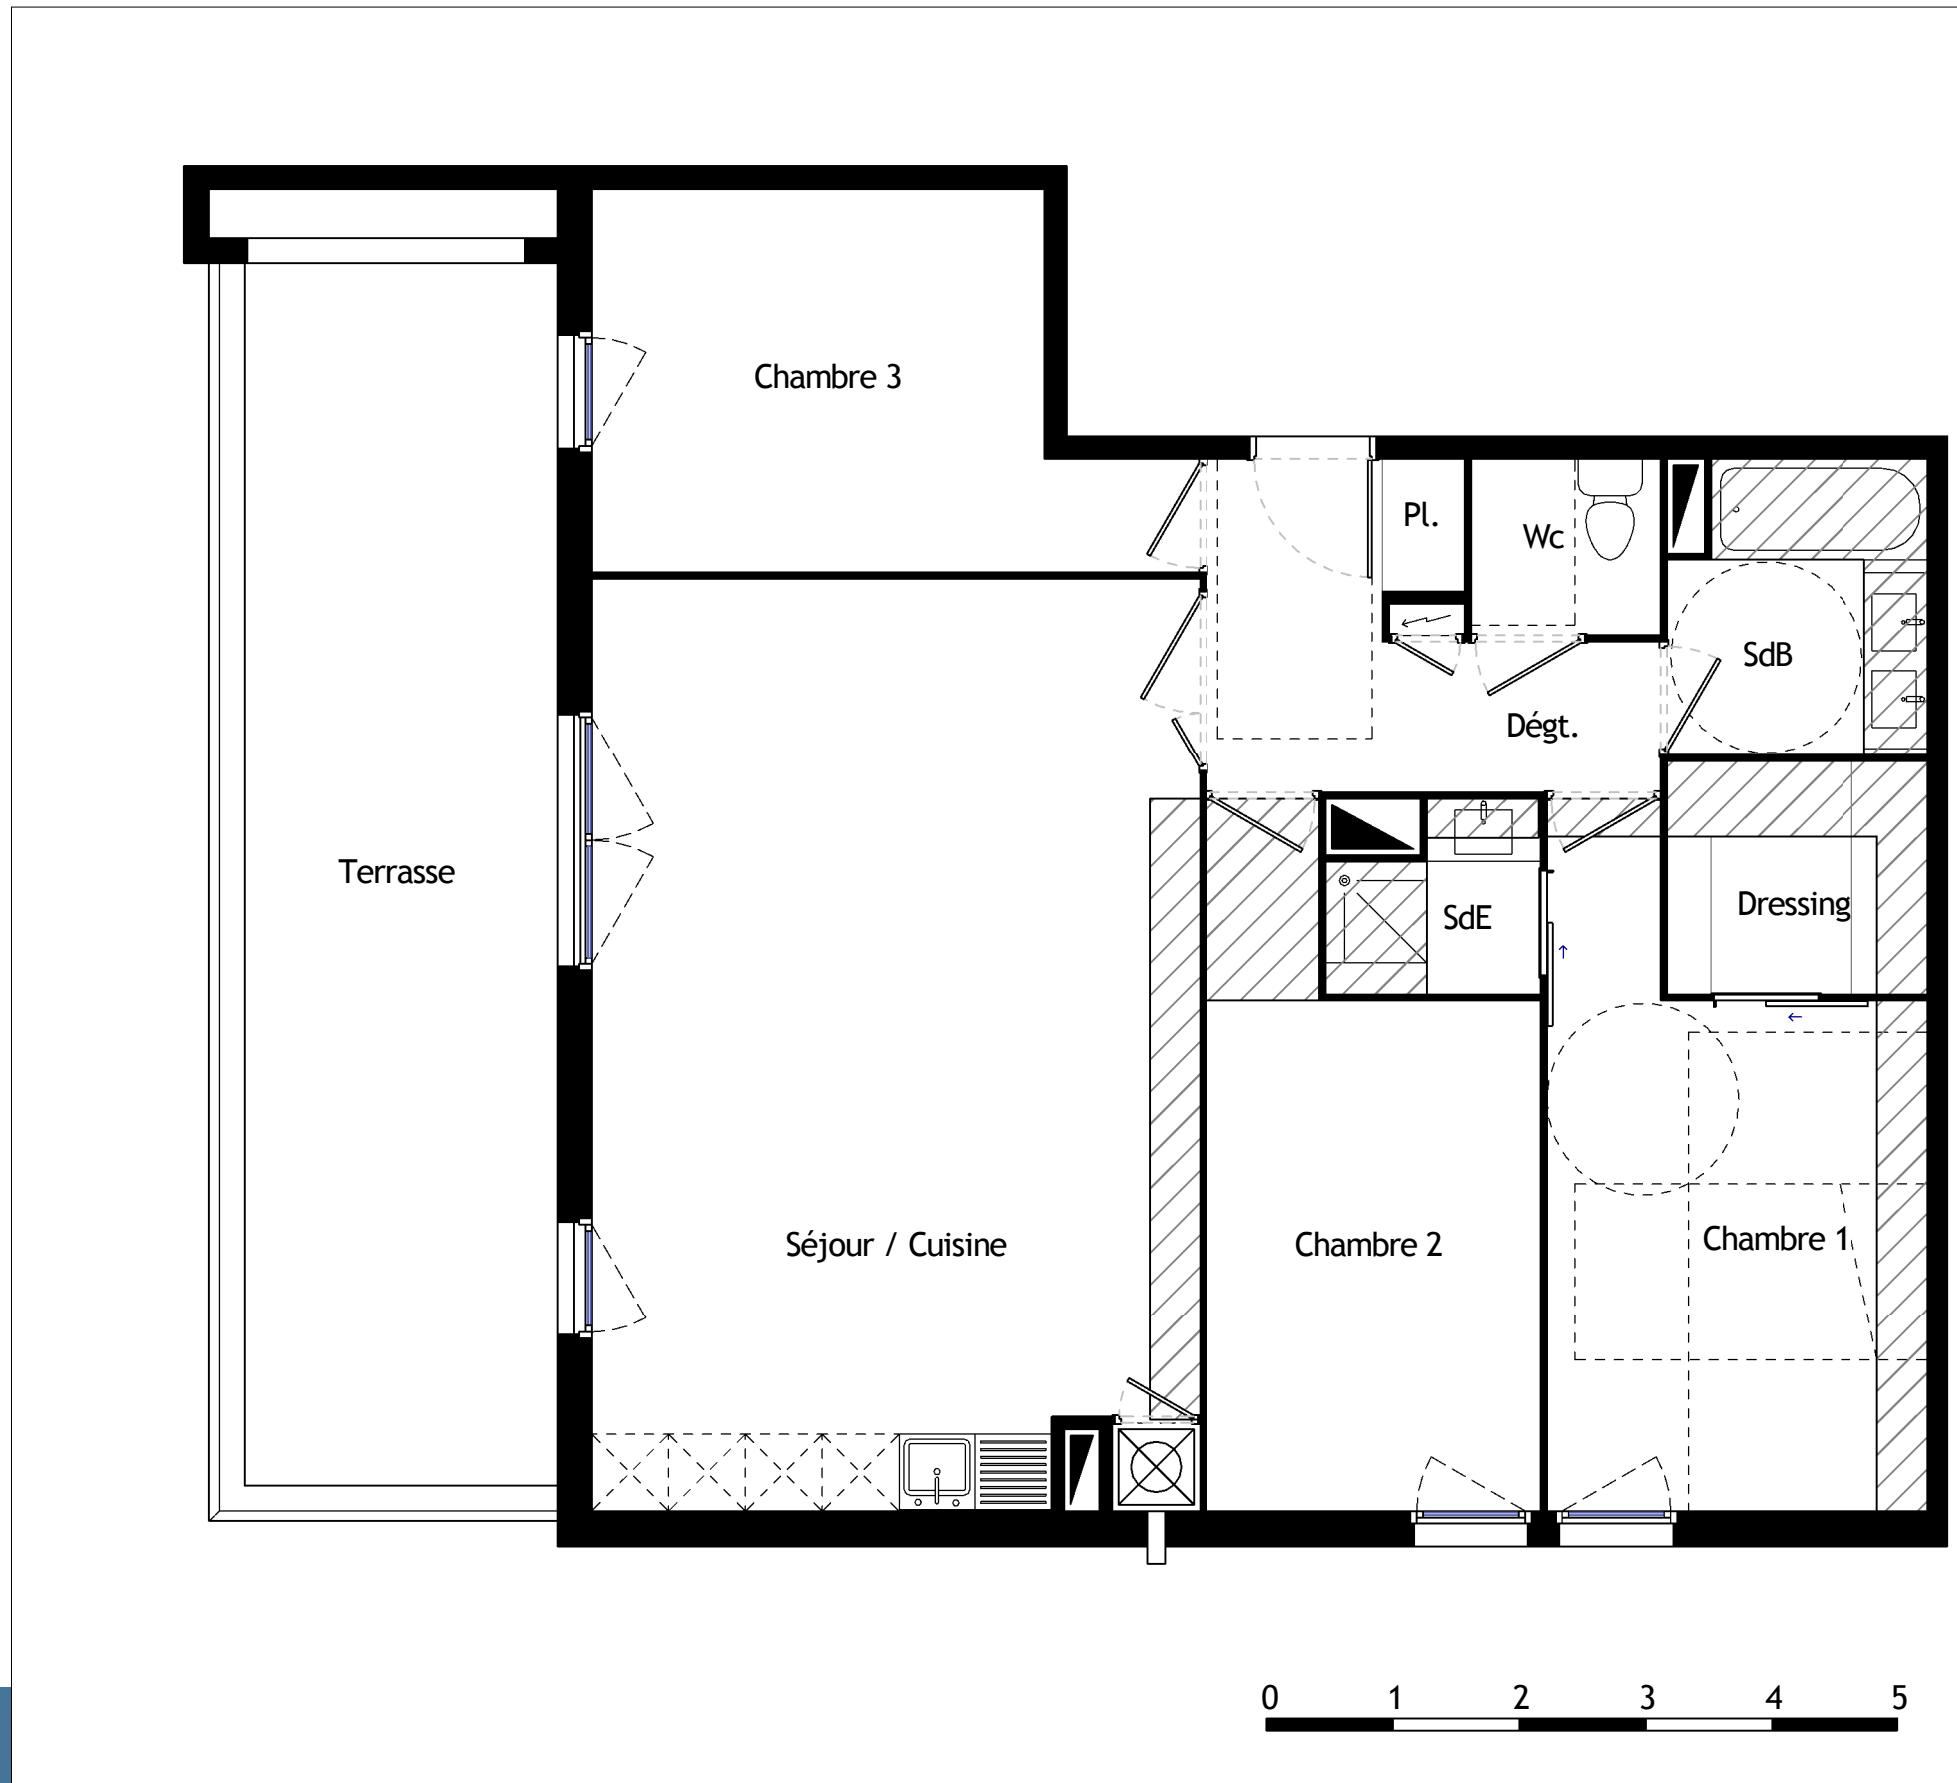 Chambre 3
Pl.
Wc
SdB
Dégt.
Terrasse
SdE
Dressing
Séjour / Cuisine
Chambre 2
Chambre 1
0 1 2 3 4 5